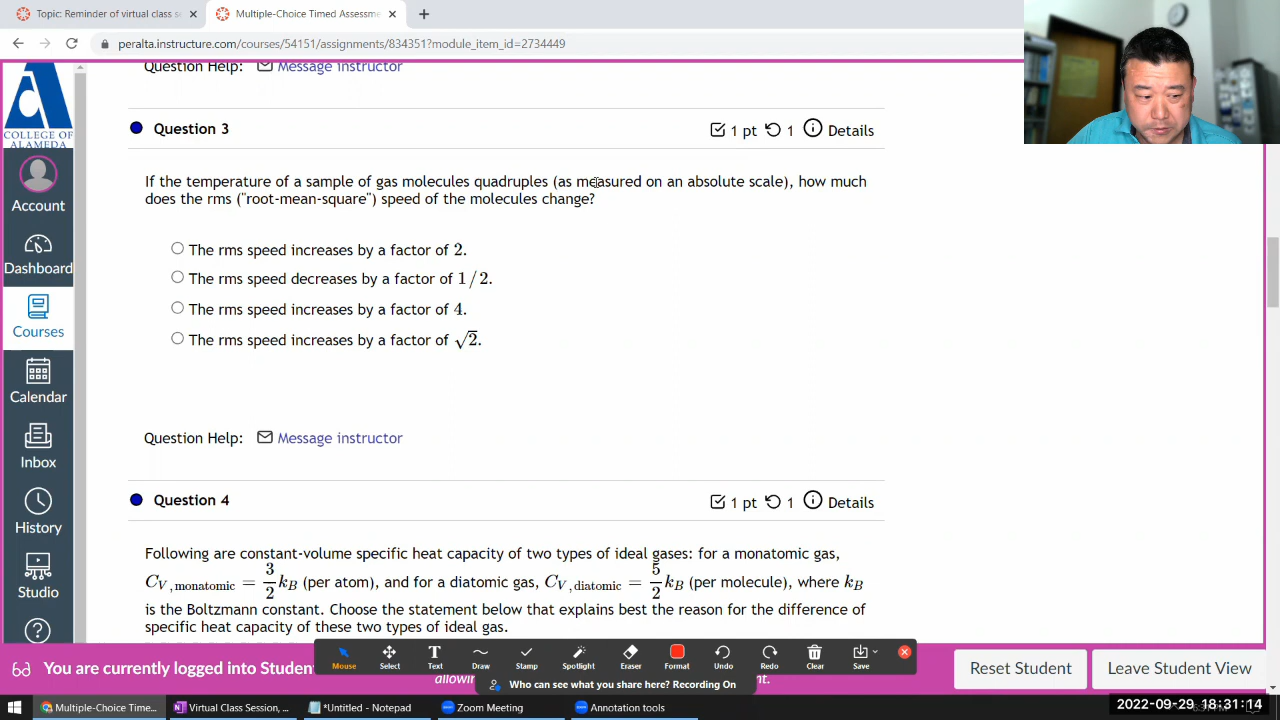 Topic: Reminder of virtual class s
Multiple-Choice Timed Assessme
peralta.instructure.com/courses/54151/assignments/834351?module_item_id=2734449
COLLEGE OF
ALAMEDA
Account
Dashboard
Courses
Calendar
Inbox
History
Studio
Question Help: Message instructor
Question 3
1 pt 1 Details
If the temperature of a sample of gas molecules quadruples (as measured on an absolute scale), how much
does the rms ("root-mean-square") speed of the molecules change?
The rms speed increases by a factor of 2.
The rms speed decreases by a factor of 1/2.
The rms speed increases by a factor of 4.
The rms speed increases by a factor of √2.
Question Help: Message instructor
Question 4
1 pt 1 Details
Following are constant-volume specific heat capacity of two types of ideal gases: for a monatomic gas,
C_V,monatomic = 3/2 k_B (per atom), and for a diatomic gas, C_V,diatomic = 5/2 k_B (per molecule), where k_B
is the Boltzmann constant. Choose the statement below that explains best the reason for the difference of
specific heat capacity of these two types of ideal gas.
You are currently logged into Studen
Reset Student
Leave Student View
Mouse Select Text Draw Stamp Spotlight Eraser Format Undo Redo Clear Save
Who can see what you share here? Recording On
Multiple-Choice Time...
Virtual Class Session, ...
*Untitled - Notepad
Zoom Meeting
Annotation tools
2022-09-29 18:31:14